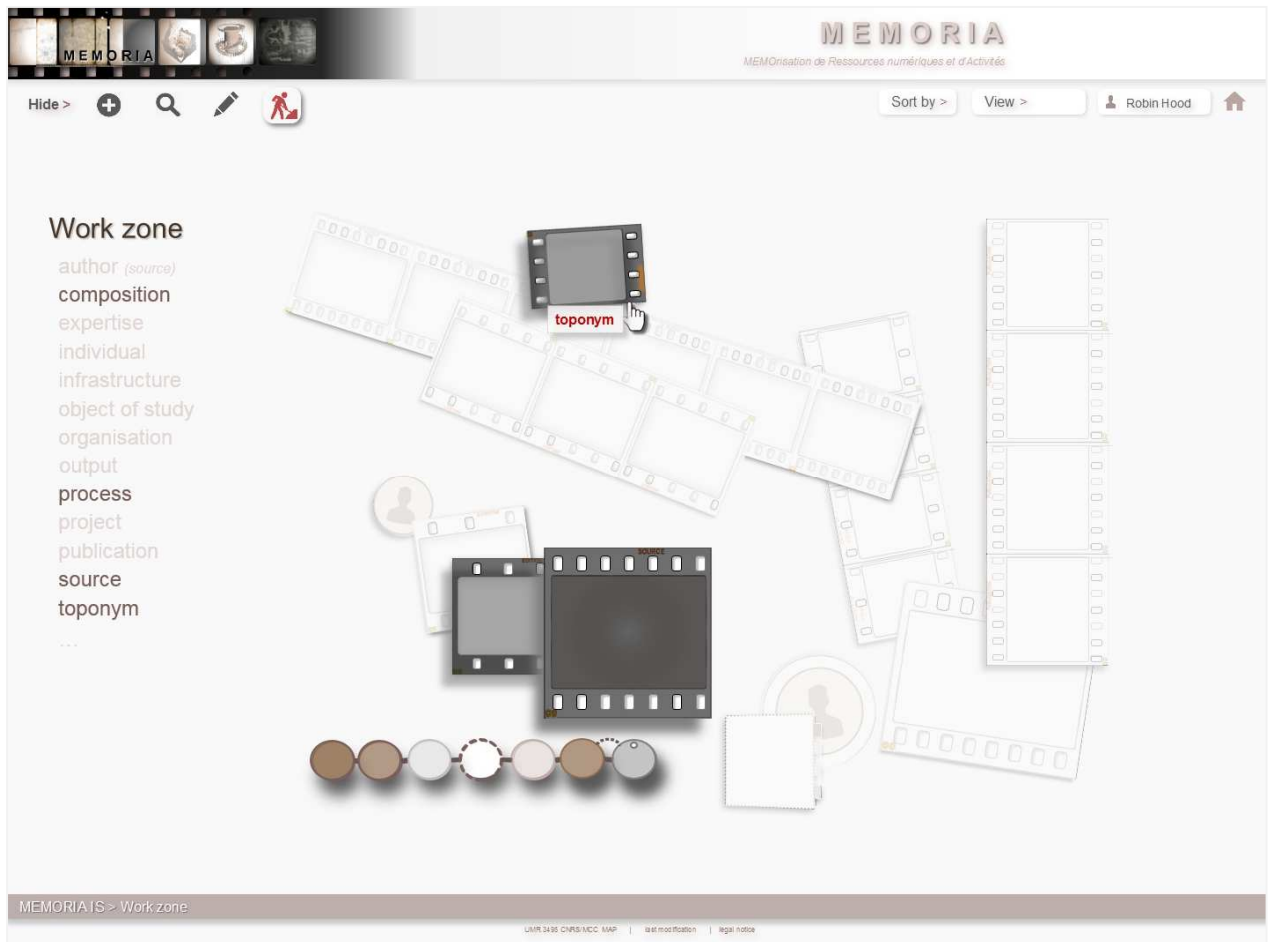 MEMORIA
MEMORIA
MEMOrisation de Ressources numériques et d'Activités
Hide >
Sort by >
View >
Robin Hood
Work zone
author (source)
composition
expertise
individual
infrastructure
object of study
organisation
output
process
project
publication
source
toponym
...
toponym
SOURCE
MEMORIA IS > Work zone
UMR 3495 CNRS/MCC MAP | last modification | legal notice